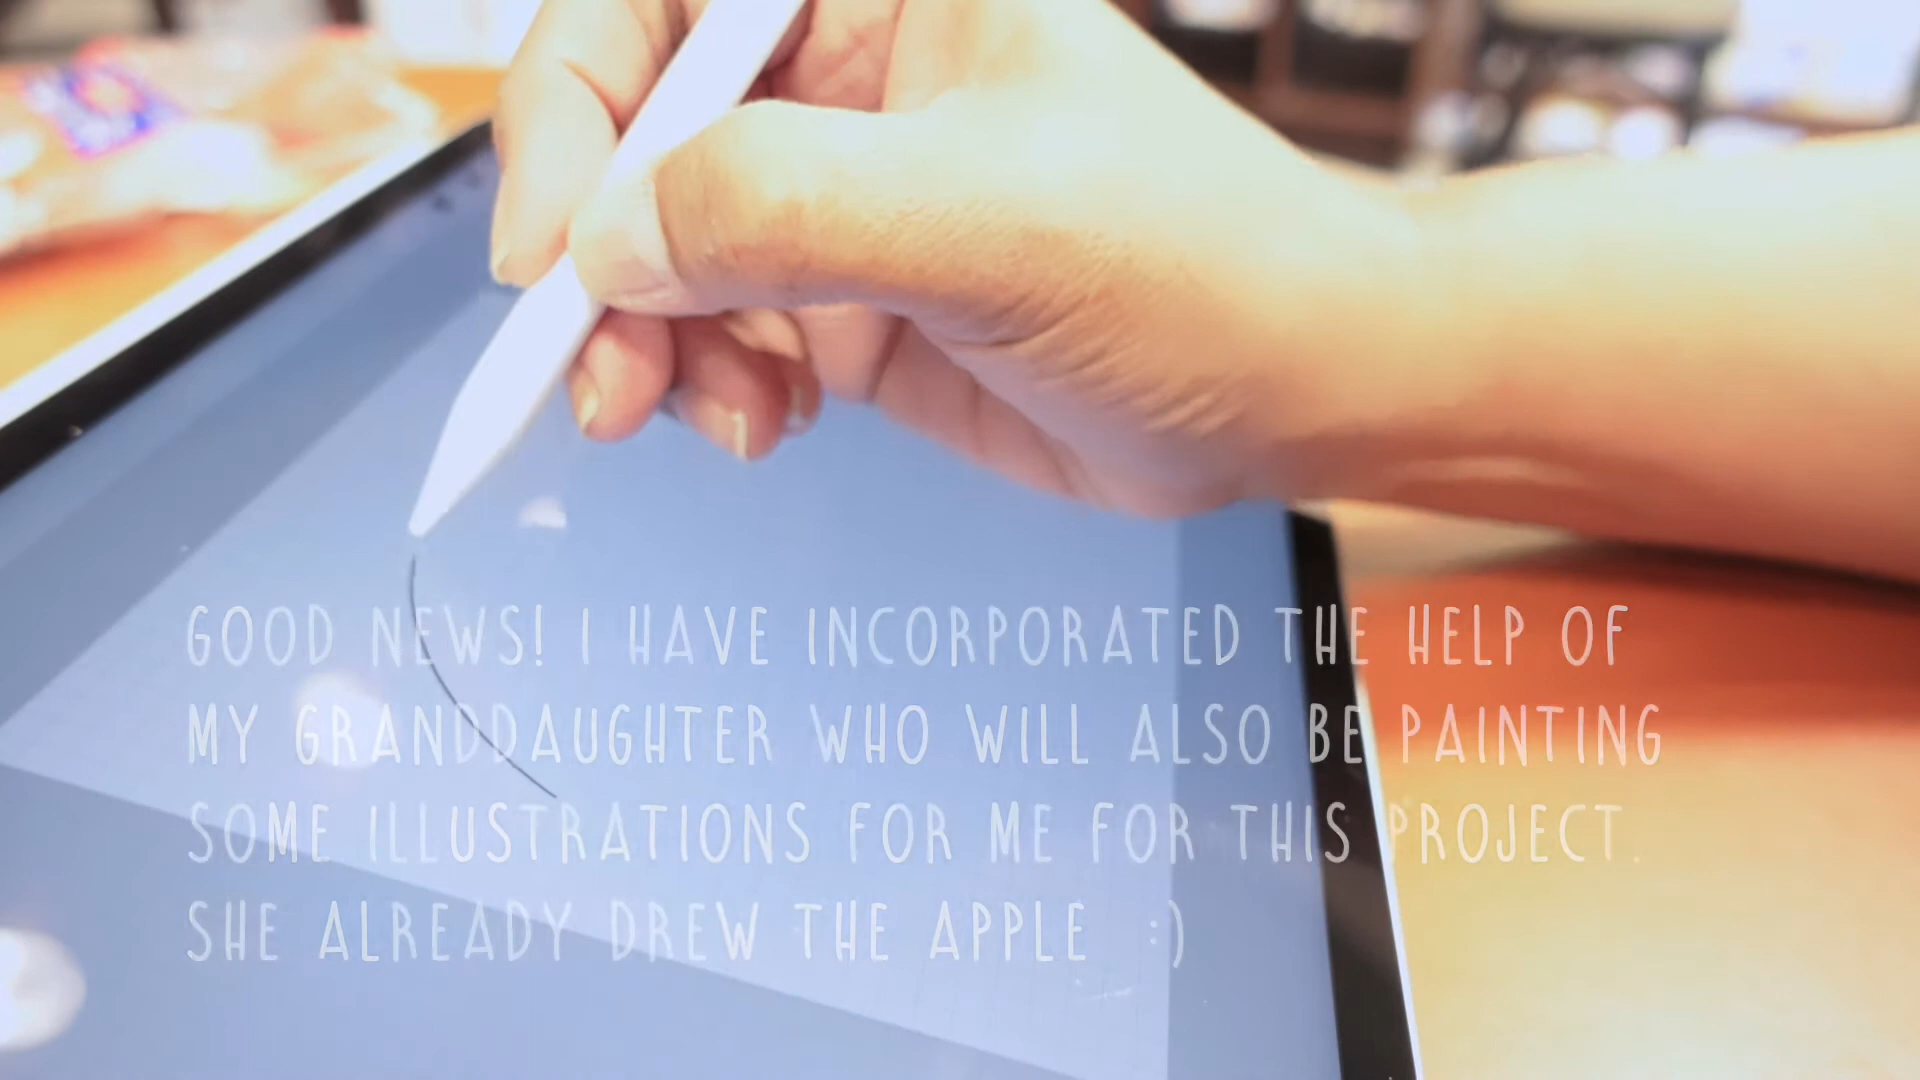 GOOD NEWS! I HAVE INCORPORATED THE HELP OF
MY GRANDDAUGHTER WHO WILL ALSO BE PAINTING
SOME ILLUSTRATIONS FOR ME FOR THIS PROJECT.
SHE ALREADY DREW THE APPLE :)